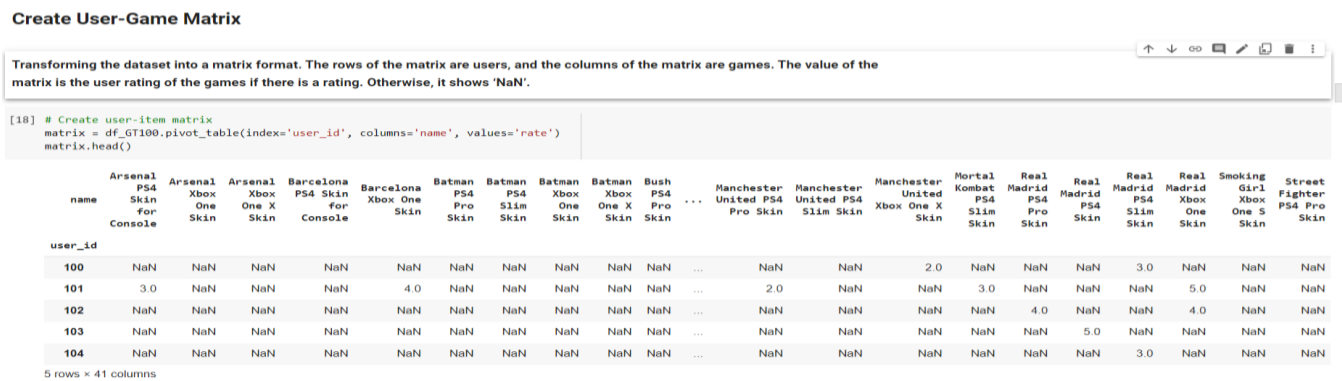 Create User-Game Matrix
Transforming the dataset into a matrix format. The rows of the matrix are users, and the columns of the matrix are games. The value of the
matrix is the user rating of the games if there is a rating. Otherwise, it shows ‘NaN’.
[18] # Create user-item matrix
matrix = df_GT100.pivot_table(index='user_id', columns='name', values='rate')
matrix.head()
name Arsenal PS4 Skin for Console Arsenal Xbox One Skin Arsenal Xbox One X Skin Barcelona PS4 Skin for Console Barcelona Xbox One Skin Batman PS4 Pro Skin Batman PS4 Slim Skin Batman Xbox One Skin Batman Xbox One X Skin Bush PS4 Pro Skin ... Manchester United PS4 Pro Skin Manchester United PS4 Slim Skin Manchester United Xbox One X Skin Mortal Kombat PS4 Slim Skin Real Madrid PS4 Pro Skin Real Madrid PS4 Skin Real Madrid PS4 Slim Skin Real Madrid Xbox One Skin Smoking Girl Xbox One S Skin Street Fighter PS4 Pro Skin
user_id
100 NaN NaN NaN NaN NaN NaN NaN NaN NaN NaN ... NaN NaN 2.0 NaN NaN NaN 3.0 NaN NaN NaN
101 3.0 NaN NaN NaN 4.0 NaN NaN NaN NaN NaN ... 2.0 NaN NaN 3.0 NaN NaN NaN 5.0 NaN NaN
102 NaN NaN NaN NaN NaN NaN NaN NaN NaN NaN ... NaN NaN NaN NaN 4.0 NaN NaN 4.0 NaN NaN
103 NaN NaN NaN NaN NaN NaN NaN NaN NaN NaN ... NaN NaN NaN NaN NaN 5.0 NaN NaN NaN NaN
104 NaN NaN NaN NaN NaN NaN NaN NaN NaN NaN ... NaN NaN NaN NaN NaN NaN 3.0 NaN NaN NaN
5 rows × 41 columns